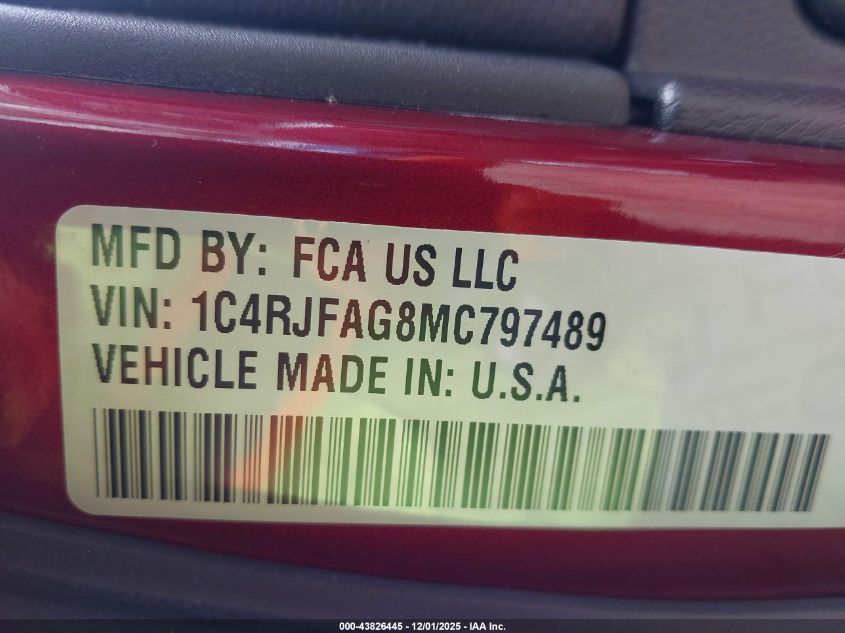 MFD BY: FCA US LLC
VIN: 1C4RJFAG8MC797489
VEHICLE MADE IN: U.S.A.
000-43826445 - 12/01/2025 - IAA Inc.